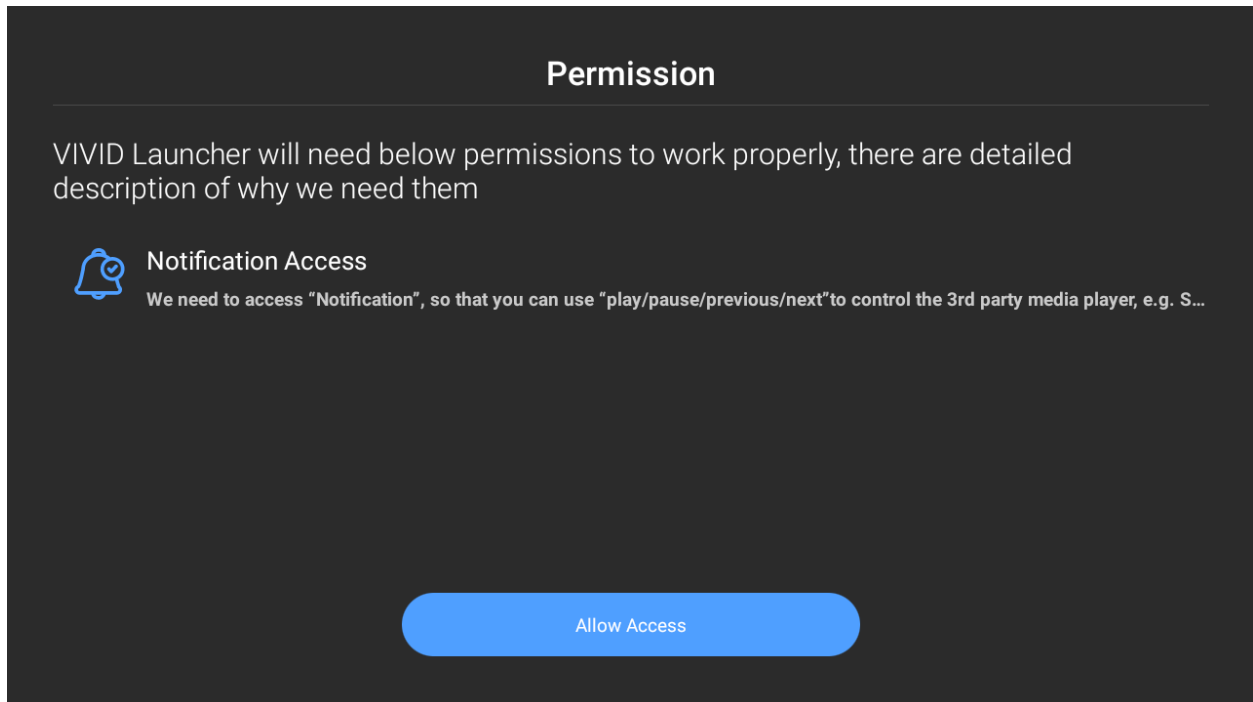 Permission
VIVID Launcher will need below permissions to work properly, there are detailed
description of why we need them
Notification Access
We need to access “Notification”, so that you can use “play/pause/previous/next”to control the 3rd party media player, e.g. S...
Allow Access